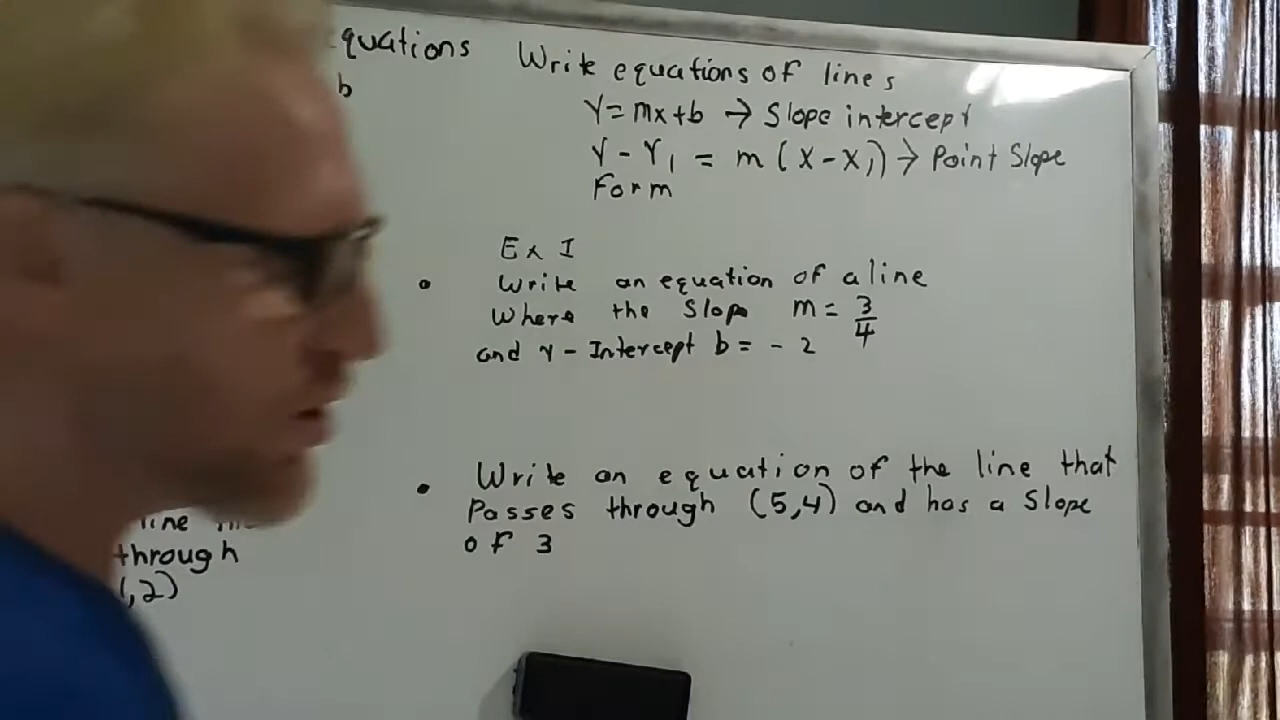 quations
b
Write equations of lines
Y=mx+b → Slope intercept
Y-Y₁ = m(X-X₁) → Point Slope
Form
Ex I
• Write an equation of a line
Where the Slope m = 3/4
and y-Intercept b = -2
• Write an equation of the line that
Passes through (5,4) and has a Slope
of 3
line
through
,2)